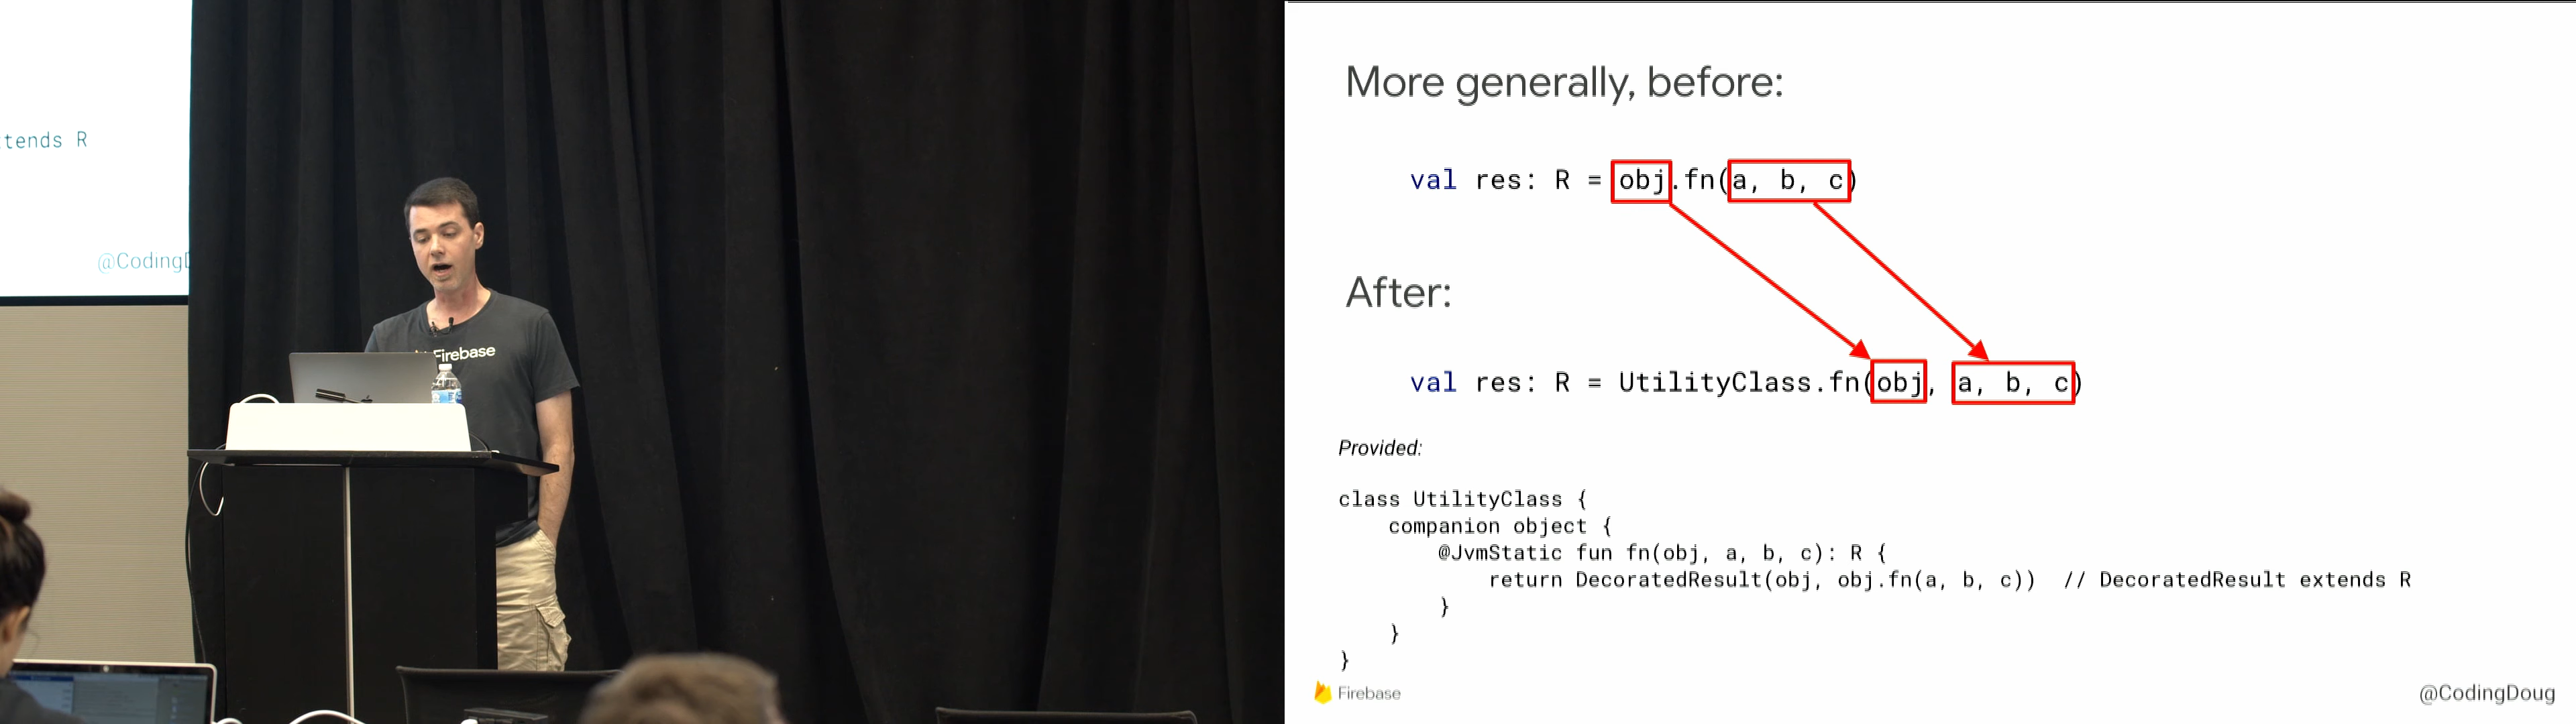 tends R
@Coding
Firebase
More generally, before:
val res: R = obj.fn(a, b, c)
After:
val res: R = UtilityClass.fn(obj, a, b, c)
Provided:
class UtilityClass {
companion object {
@JvmStatic fun fn(obj, a, b, c): R {
return DecoratedResult(obj, obj.fn(a, b, c)) // DecoratedResult extends R
}
}
}
Firebase
@CodingDoug